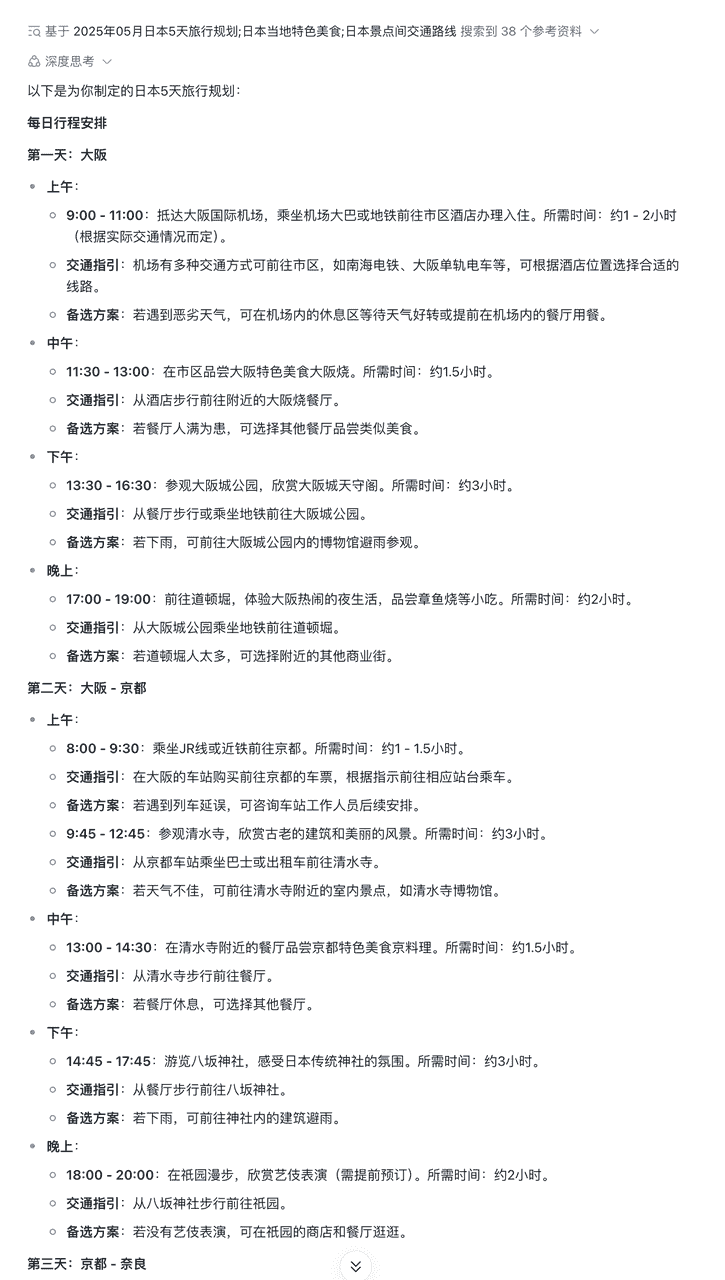 基于 2025年05月日本5天旅行规划;日本当地特色美食;日本景点间交通路线 搜索到 38 个参考资料
深度思考
以下是为你制定的日本5天旅行规划：
每日行程安排
第一天：大阪
上午：
9:00 - 11:00：抵达大阪国际机场，乘坐机场大巴或地铁前往市区酒店办理入住。所需时间：约1 - 2小时
（根据实际交通情况而定）。
交通指引：机场有多种交通方式可前往市区，如南海电铁、大阪单轨电车等，可根据酒店位置选择合适的
线路。
备选方案：若遇到恶劣天气，可在机场内的休息区等待天气好转或提前在机场内的餐厅用餐。
中午：
11:30 - 13:00：在市区品尝大阪特色美食大阪烧。所需时间：约1.5小时。
交通指引：从酒店步行前往附近的大阪烧餐厅。
备选方案：若餐厅人满为患，可选择其他餐厅品尝类似美食。
下午：
13:30 - 16:30：参观大阪城公园，欣赏大阪城天守阁。所需时间：约3小时。
交通指引：从餐厅步行或乘坐地铁前往大阪城公园。
备选方案：若下雨，可前往大阪城公园内的博物馆避雨参观。
晚上：
17:00 - 19:00：前往道顿堀，体验大阪热闹的夜生活，品尝章鱼烧等小吃。所需时间：约2小时。
交通指引：从大阪城公园乘坐地铁前往道顿堀。
备选方案：若道顿堀人太多，可选择附近的其他商业街。
第二天：大阪 - 京都
上午：
8:00 - 9:30：乘坐JR线或近铁前往京都。所需时间：约1 - 1.5小时。
交通指引：在大阪的车站购买前往京都的车票，根据指示前往相应站台乘车。
备选方案：若遇到列车延误，可咨询车站工作人员后续安排。
9:45 - 12:45：参观清水寺，欣赏古老的建筑和美丽的风景。所需时间：约3小时。
交通指引：从京都车站乘坐巴士或出租车前往清水寺。
备选方案：若天气不佳，可前往清水寺附近的室内景点，如清水寺博物馆。
中午：
13:00 - 14:30：在清水寺附近的餐厅品尝京都特色美食京料理。所需时间：约1.5小时。
交通指引：从清水寺步行前往餐厅。
备选方案：若餐厅休息，可选择其他餐厅。
下午：
14:45 - 17:45：游览八坂神社，感受日本传统神社的氛围。所需时间：约3小时。
交通指引：从餐厅步行前往八坂神社。
备选方案：若下雨，可前往神社内的建筑避雨。
晚上：
18:00 - 20:00：在祇园漫步，欣赏艺伎表演（需提前预订）。所需时间：约2小时。
交通指引：从八坂神社步行前往祇园。
备选方案：若没有艺伎表演，可在祇园的商店和餐厅逛逛。
第三天：京都 - 奈良